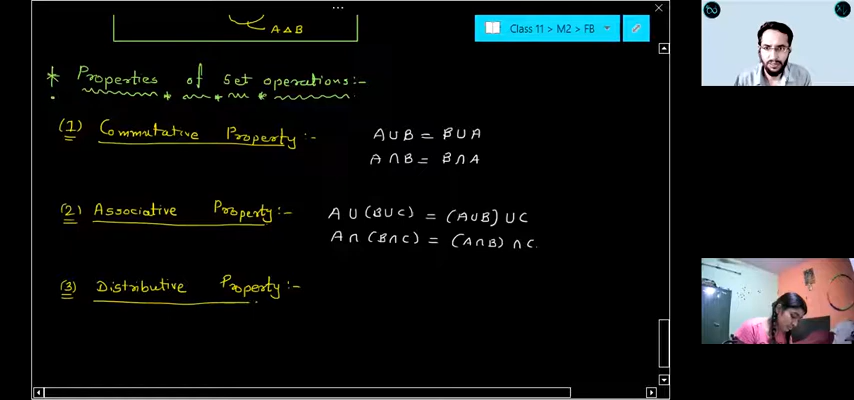 A Δ B
Class 11 > M2 > FB
* Properties of set operations:-
(1) Commutative Property :-
A ∪ B = B ∪ A
A ∩ B = B ∩ A
(2) Associative Property :-
A ∪ (B ∪ C) = (A ∪ B) ∪ C
A ∩ (B ∩ C) = (A ∩ B) ∩ C.
(3) Distributive Property :-